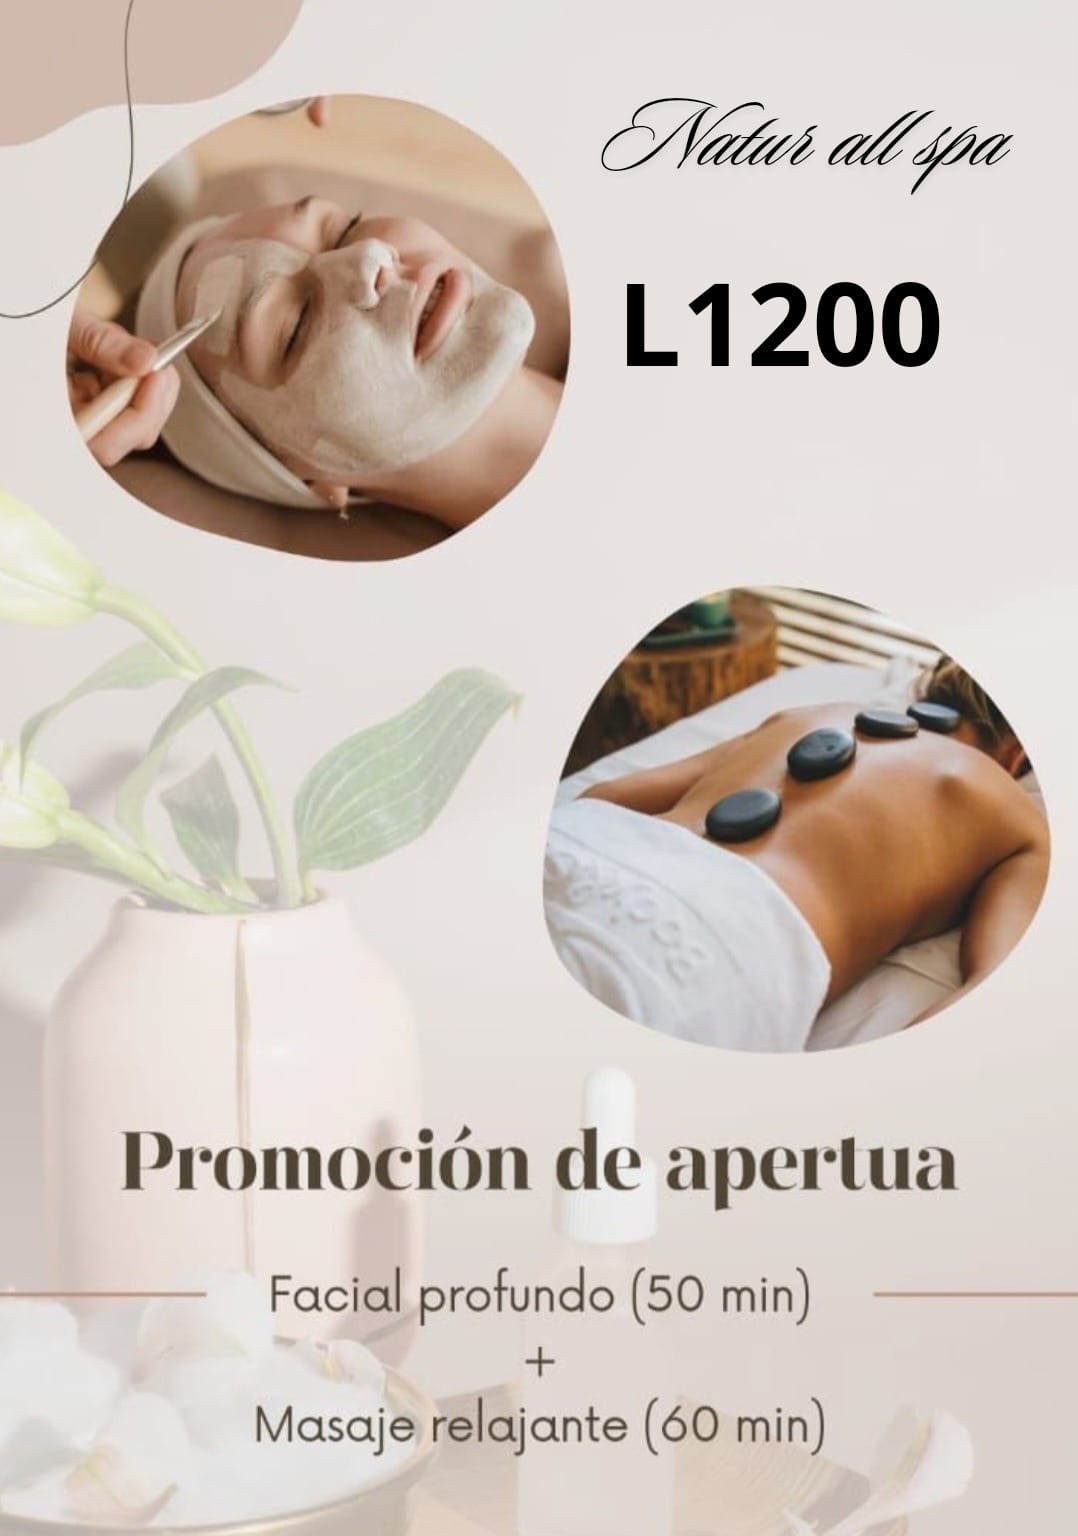 Natur all spa
L1200
Promoción de apertua
Facial profundo (50 min)
+
Masaje relajante (60 min)